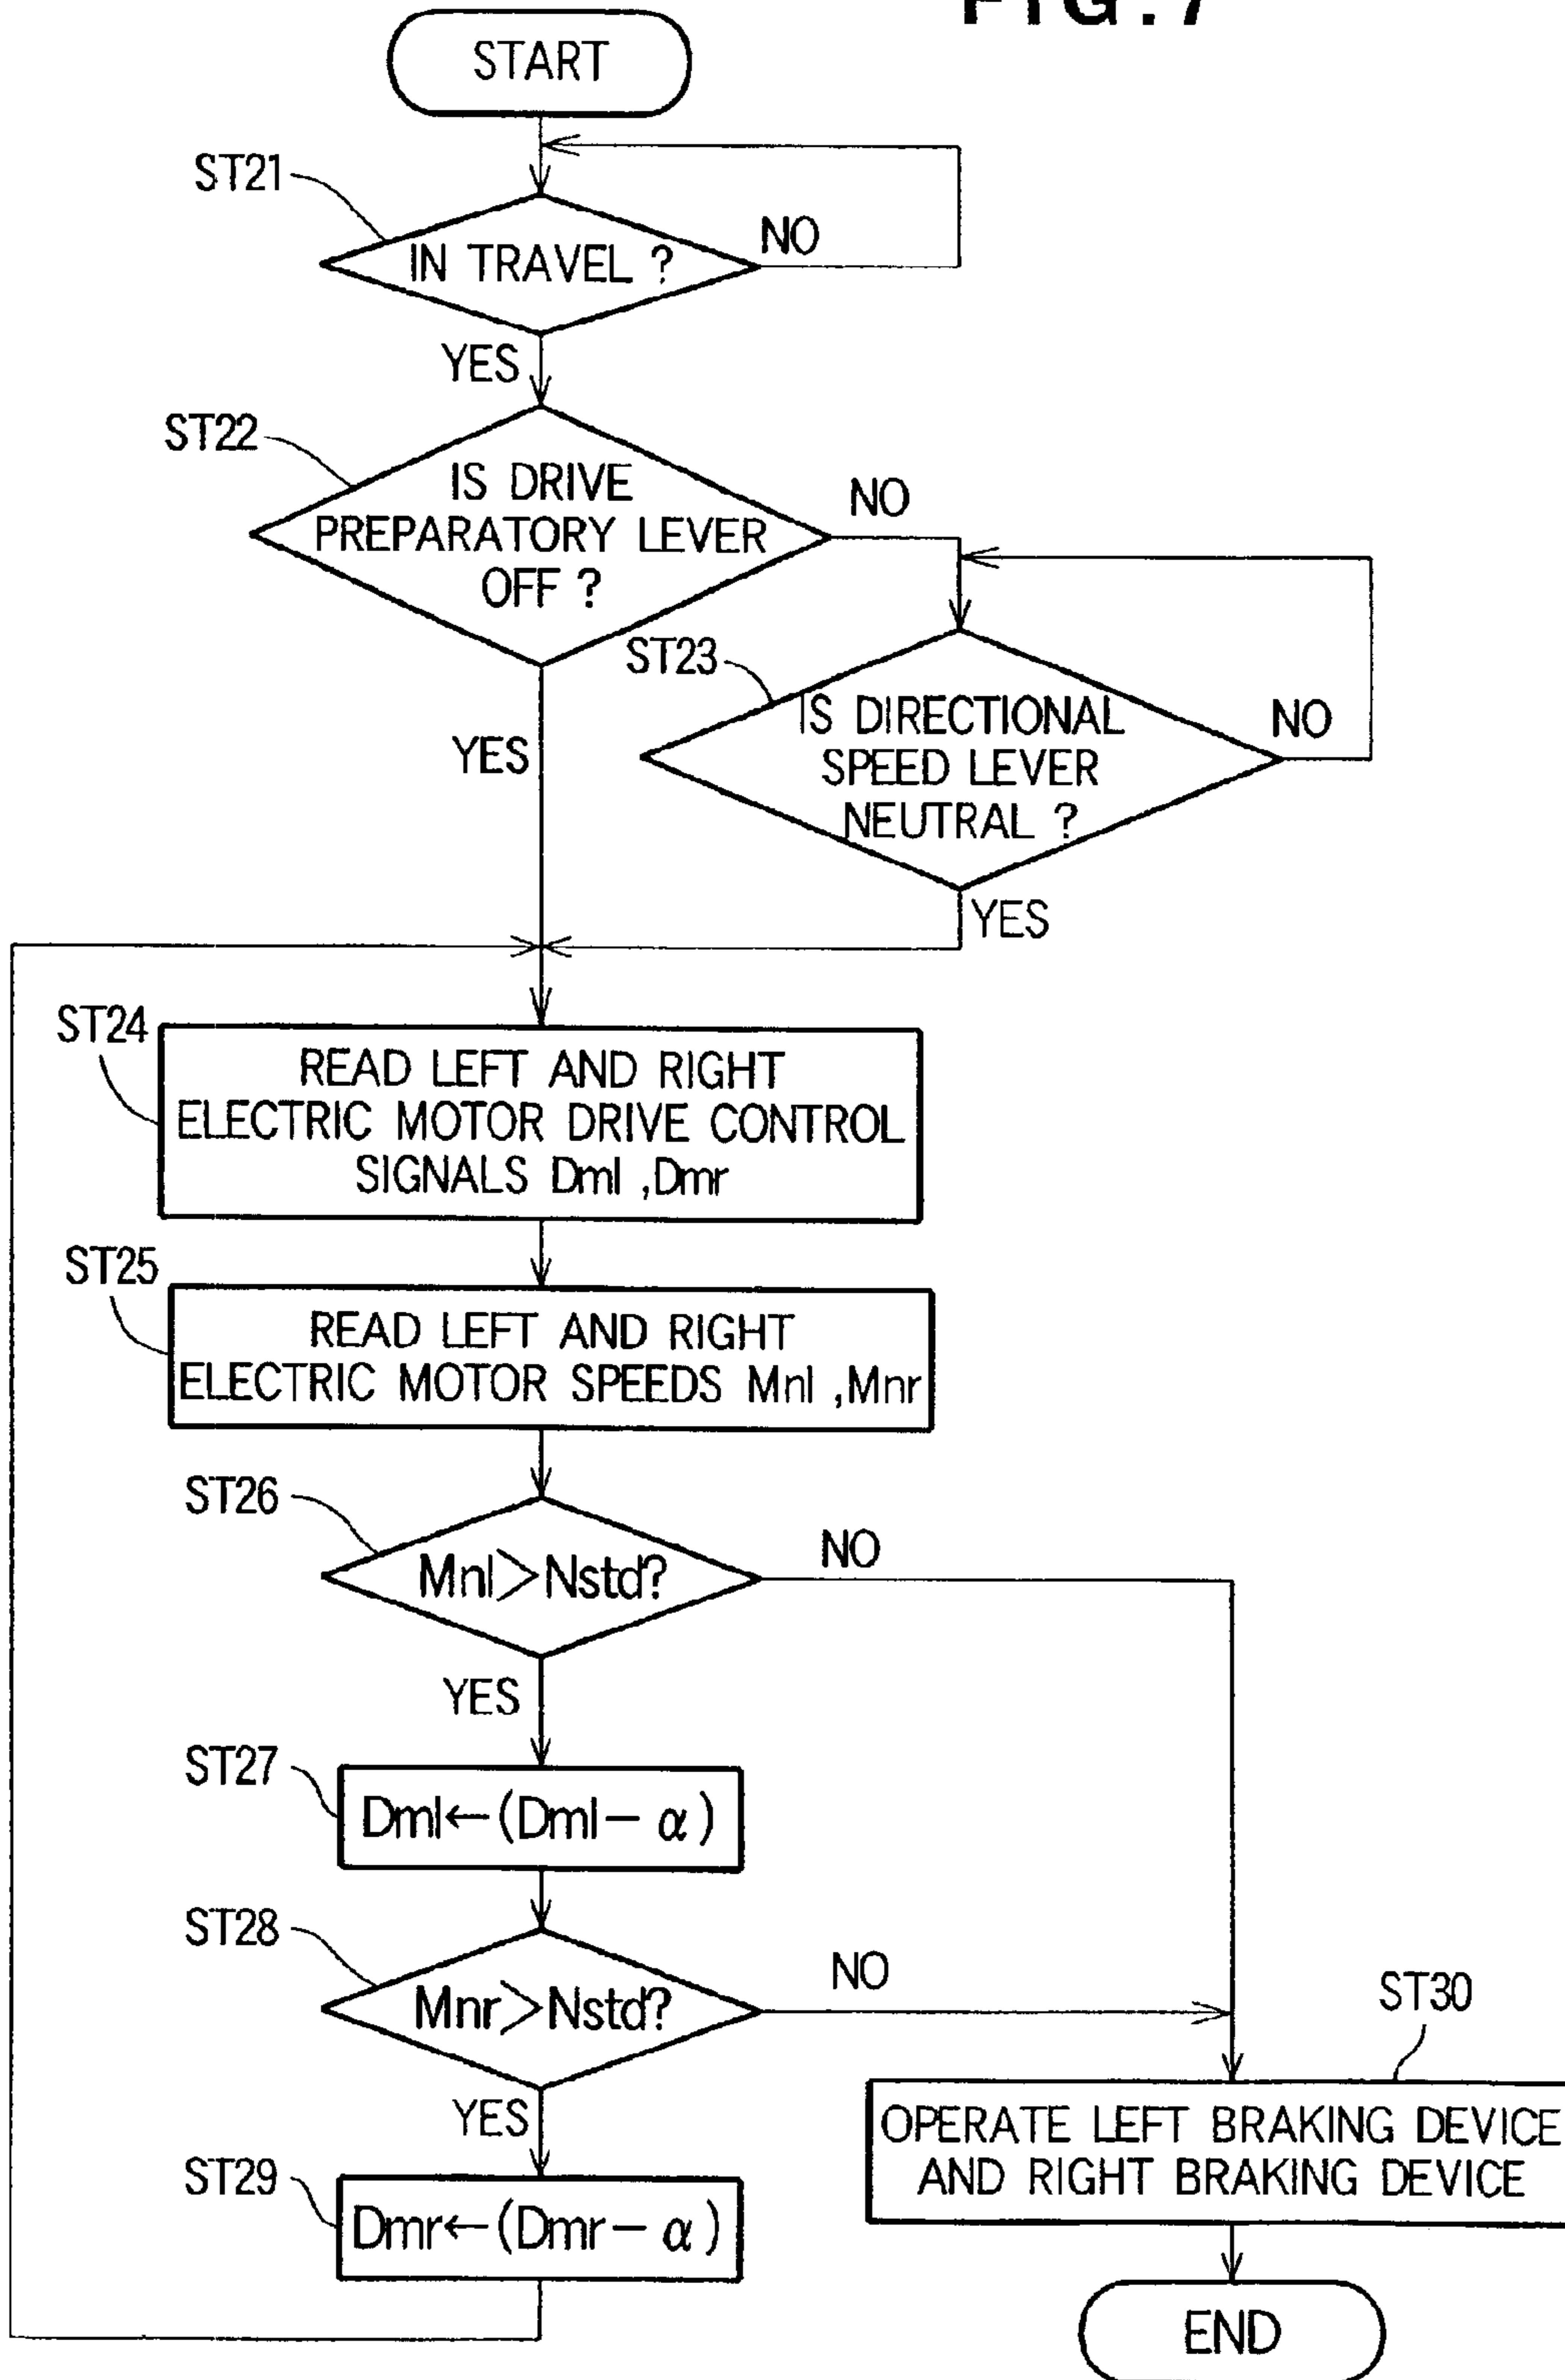 FIG.7
START
ST21
IN TRAVEL ?
NO
YES
ST22
IS DRIVE
PREPARATORY LEVER
OFF ?
NO
YES
ST23
IS DIRECTIONAL
SPEED LEVER
NEUTRAL ?
NO
YES
ST24
READ LEFT AND RIGHT
ELECTRIC MOTOR DRIVE CONTROL
SIGNALS Dml ,Dmr
ST25
READ LEFT AND RIGHT
ELECTRIC MOTOR SPEEDS Mnl ,Mnr
ST26
Mnl>Nstd?
NO
YES
ST27
Dml←(Dml− α)
ST28
Mnr>Nstd?
NO
YES
ST29
Dmr←(Dmr− α)
ST30
OPERATE LEFT BRAKING DEVICE
AND RIGHT BRAKING DEVICE
END